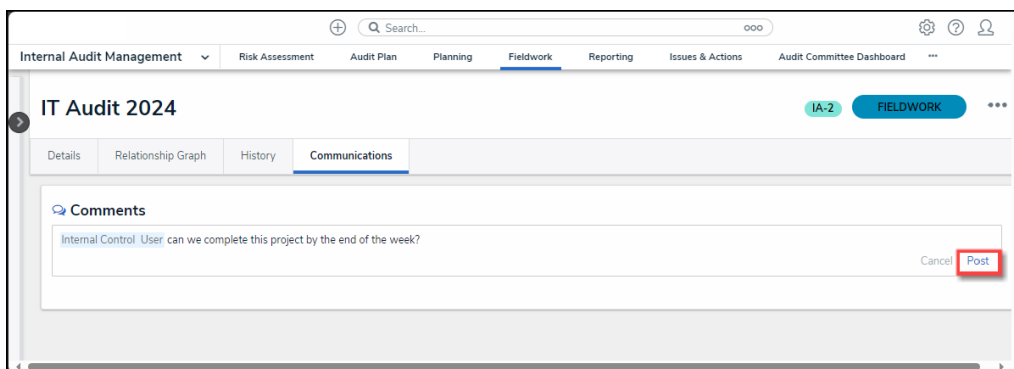 Search...
Internal Audit Management Risk Assessment Audit Plan Planning Fieldwork Reporting Issues & Actions Audit Committee Dashboard
IT Audit 2024 IA-2 FIELDWORK
Details Relationship Graph History Communications
Comments
Internal Control User can we complete this project by the end of the week?
Cancel Post